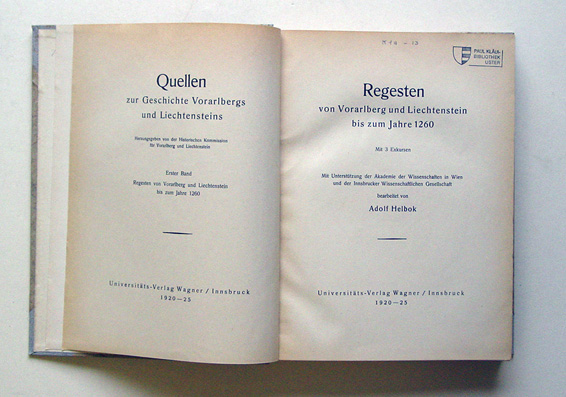 Quellen
zur Geschichte Vorarlbergs
und Liechtensteins
Herausgegeben von der Historischen Kommission
für Vorarlberg und Liechtenstein
Erster Band
Regesten von Vorarlberg und Liechtenstein
bis zum Jahre 1260
Universitäts-Verlag Wagner / Innsbruck
1920—25
PAUL KLÄUI-
BIBLIOTHEK
USTER
Regesten
von Vorarlberg und Liechtenstein
bis zum Jahre 1260
Mit 3 Exkursen
Mit Unterstützung der Akademie der Wissenschaften in Wien
und der Innsbrucker Wissenschaftlichen Gesellschaft
bearbeitet von
Adolf Helbok
Universitäts-Verlag Wagner / Innsbruck
1920—25